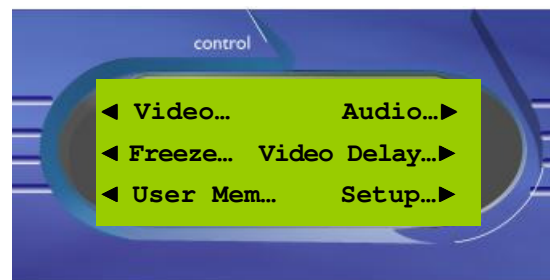 control
◄ Video… Audio…►
◄ Freeze… Video Delay…►
◄ User Mem… Setup…►